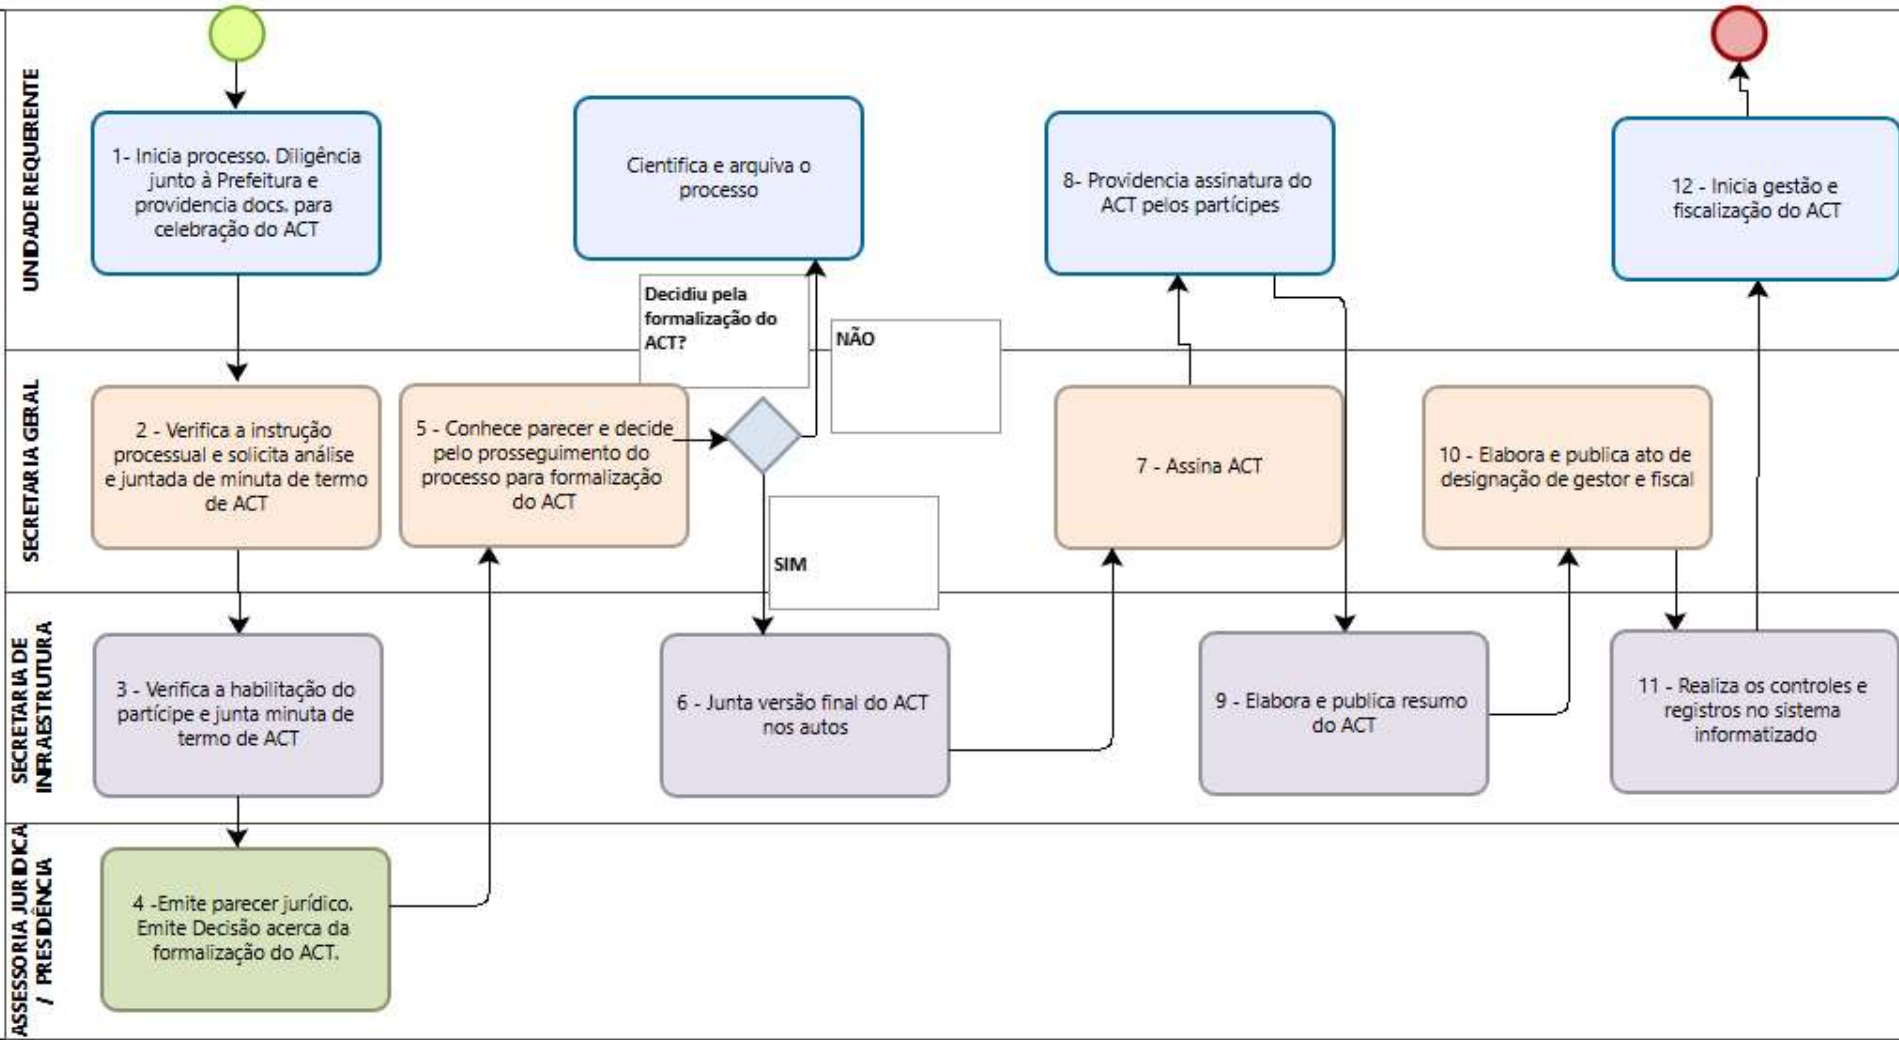 UNIDADE REQUERENTE
1- Inicia processo. Diligência
junto à Prefeitura e
providencia docs. para
celebração do ACT
Cientifica e arquiva o
processo
8- Providencia assinatura do
ACT pelos partícipes
12 - Inicia gestão e
fiscalização do ACT
Decidiu pela
formalização do
ACT?
NÃO
SECRETARIA GERAL
2 - Verifica a instrução
processual e solicita análise
e juntada de minuta de termo
de ACT
5 - Conhece parecer e decide
pelo prosseguimento do
processo para formalização
do ACT
7 - Assina ACT
10 - Elabora e publica ato de
designação de gestor e fiscal
SIM
SECRETARIA DE
INFRAESTRUTURA
3 - Verifica a habilitação do
partícipe e junta minuta de
termo de ACT
6 - Junta versão final do ACT
nos autos
9 - Elabora e publica resumo
do ACT
11 - Realiza os controles e
registros no sistema
informatizado
ASSESSORIA JURIDICA
/ PRESIDÊNCIA
4 -Emite parecer jurídico.
Emite Decisão acerca da
formalização do ACT.